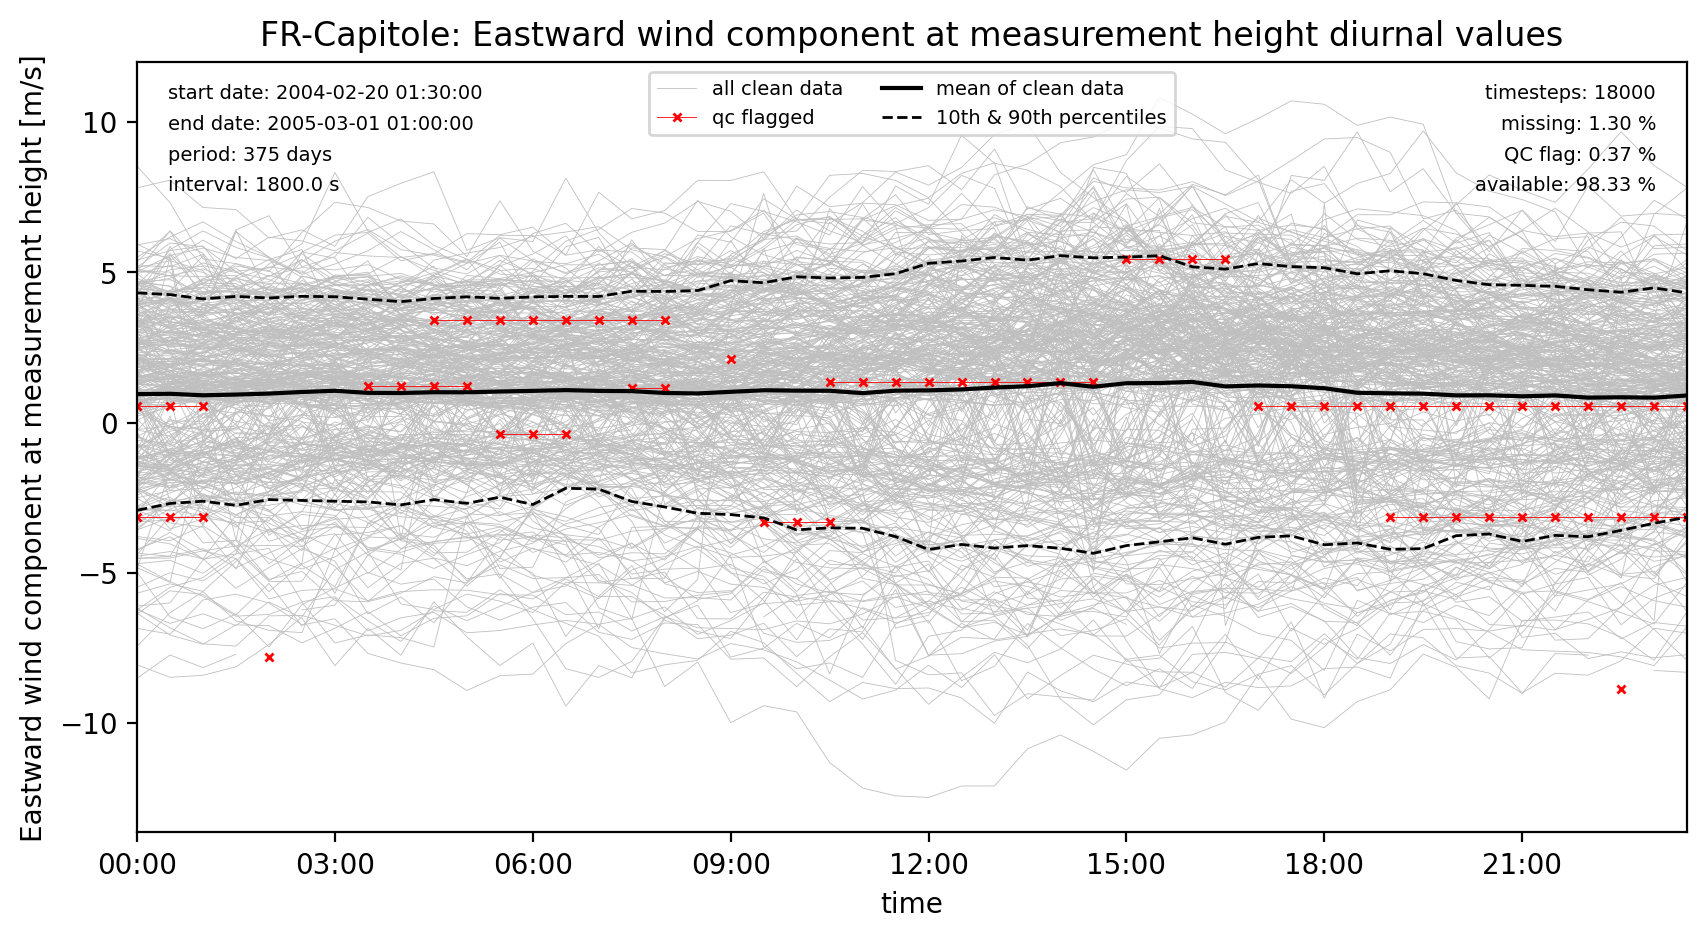 FR-Capitole: Eastward wind component at measurement height diurnal values
start date: 2004-02-20 01:30:00
end date: 2005-03-01 01:00:00
period: 375 days
interval: 1800.0 s
all clean data
qc flagged
mean of clean data
10th & 90th percentiles
timesteps: 18000
missing: 1.30 %
QC flag: 0.37 %
available: 98.33 %
Eastward wind component at measurement height [m/s]
10
5
0
−5
−10
00:00 03:00 06:00 09:00 12:00 15:00 18:00 21:00
time